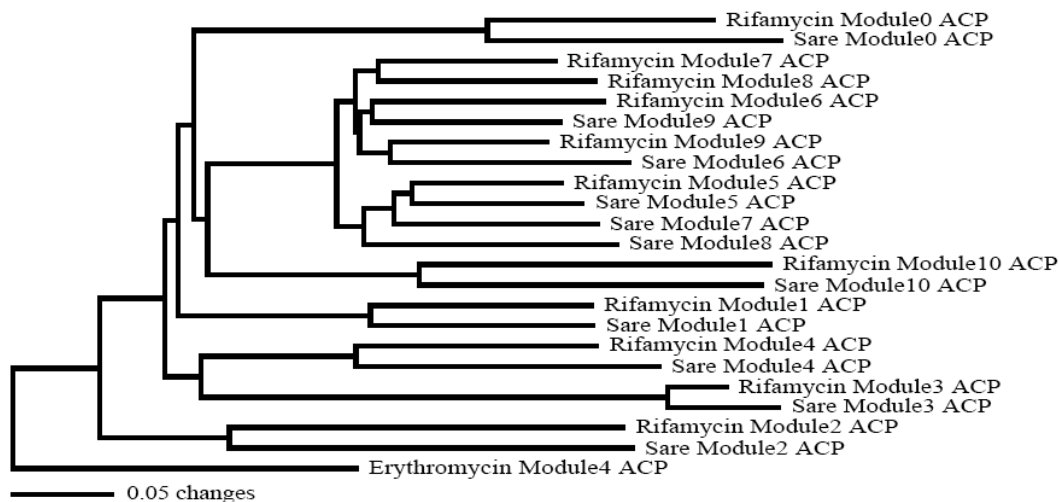 Rifamycin Module0 ACP
Sare Module0 ACP
Rifamycin Module7 ACP
Rifamycin Module8 ACP
Rifamycin Module6 ACP
Sare Module9 ACP
Rifamycin Module9 ACP
Sare Module6 ACP
Rifamycin Module5 ACP
Sare Module5 ACP
Sare Module7 ACP
Sare Module8 ACP
Rifamycin Module10 ACP
Sare Module10 ACP
Rifamycin Module1 ACP
Sare Module1 ACP
Rifamycin Module4 ACP
Sare Module4 ACP
Rifamycin Module3 ACP
Sare Module3 ACP
Rifamycin Module2 ACP
Sare Module2 ACP
Erythromycin Module4 ACP
0.05 changes